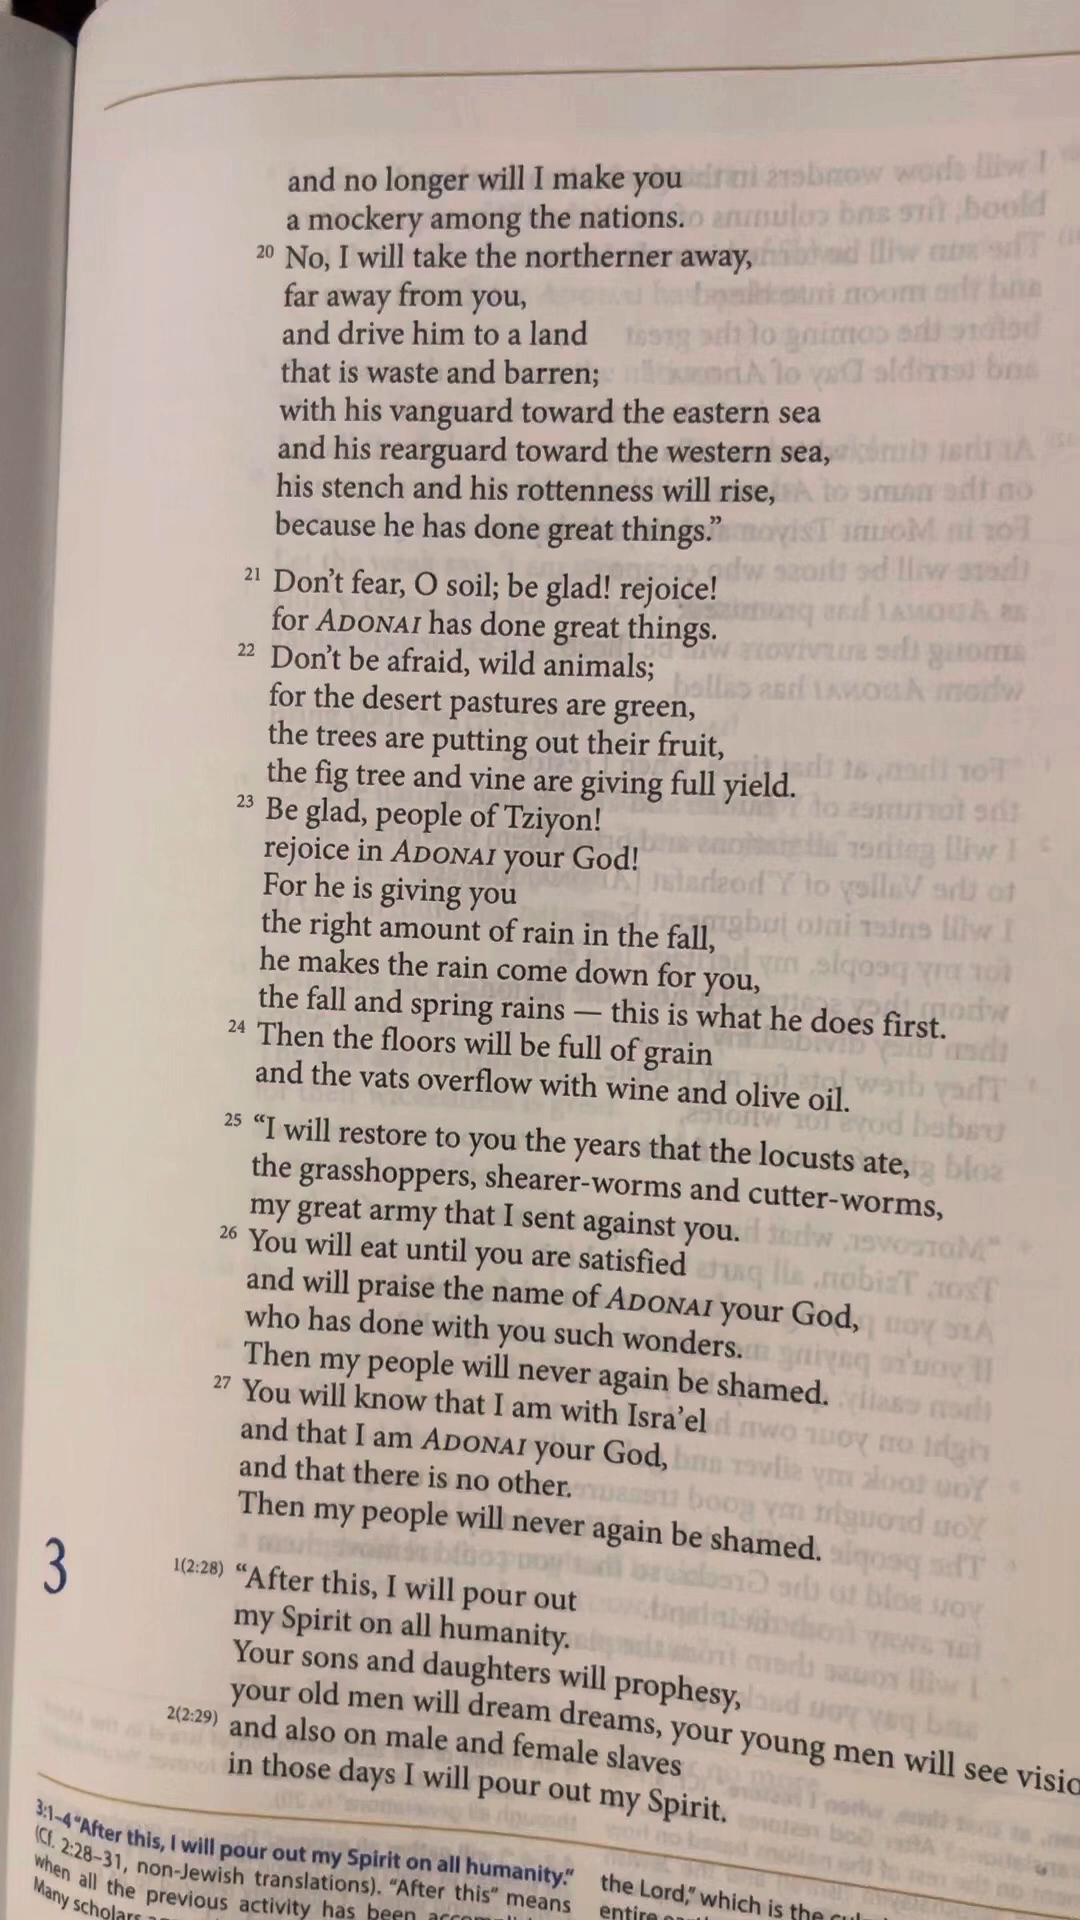 and no longer will I make you
a mockery among the nations.
20 No, I will take the northerner away,
far away from you,
and drive him to a land
that is waste and barren;
with his vanguard toward the eastern sea
and his rearguard toward the western sea,
his stench and his rottenness will rise,
because he has done great things.”
21 Don’t fear, O soil; be glad! rejoice!
for ADONAI has done great things.
22 Don’t be afraid, wild animals;
for the desert pastures are green,
the trees are putting out their fruit,
the fig tree and vine are giving full yield.
23 Be glad, people of Tziyon!
rejoice in ADONAI your God!
For he is giving you
the right amount of rain in the fall,
he makes the rain come down for you,
the fall and spring rains — this is what he does first.
24 Then the floors will be full of grain
and the vats overflow with wine and olive oil.
25 “I will restore to you the years that the locusts ate,
the grasshoppers, shearer-worms and cutter-worms,
my great army that I sent against you.
26 You will eat until you are satisfied
and will praise the name of ADONAI your God,
who has done with you such wonders.
Then my people will never again be shamed.
27 You will know that I am with Isra’el
and that I am ADONAI your God,
and that there is no other.
Then my people will never again be shamed.
3
1(2:28) “After this, I will pour out
my Spirit on all humanity.
Your sons and daughters will prophesy,
your old men will dream dreams, your young men will see visio
2(2:29) and also on male and female slaves
in those days I will pour out my Spirit.
3:1–4 “After this, I will pour out my Spirit on all humanity.”
(Cf. 2:28–31, non-Jewish translations). “After this” means
when all the previous activity has been
Many scholars
the Lord,” which is the
entire